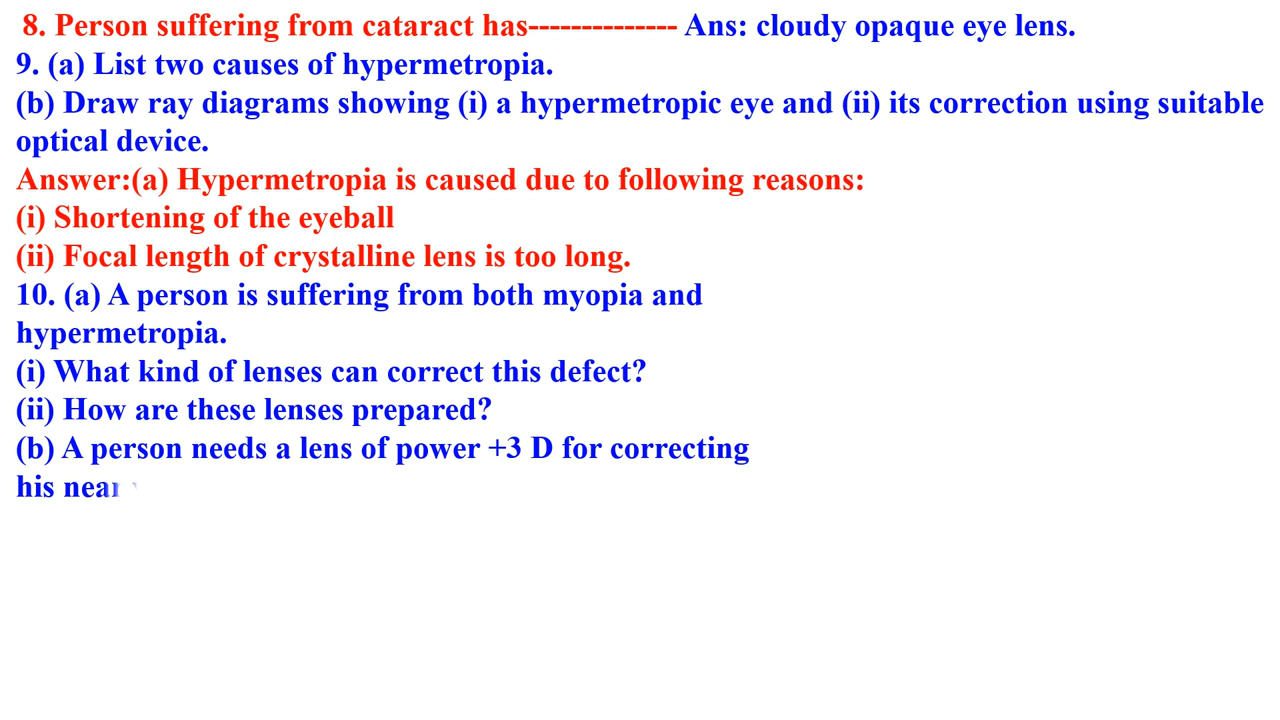 8. Person suffering from cataract has-------------- Ans: cloudy opaque eye lens.
9. (a) List two causes of hypermetropia.
(b) Draw ray diagrams showing (i) a hypermetropic eye and (ii) its correction using suitable
optical device.
Answer:(a) Hypermetropia is caused due to following reasons:
(i) Shortening of the eyeball
(ii) Focal length of crystalline lens is too long.
10. (a) A person is suffering from both myopia and
hypermetropia.
(i) What kind of lenses can correct this defect?
(ii) How are these lenses prepared?
(b) A person needs a lens of power +3 D for correcting
his near